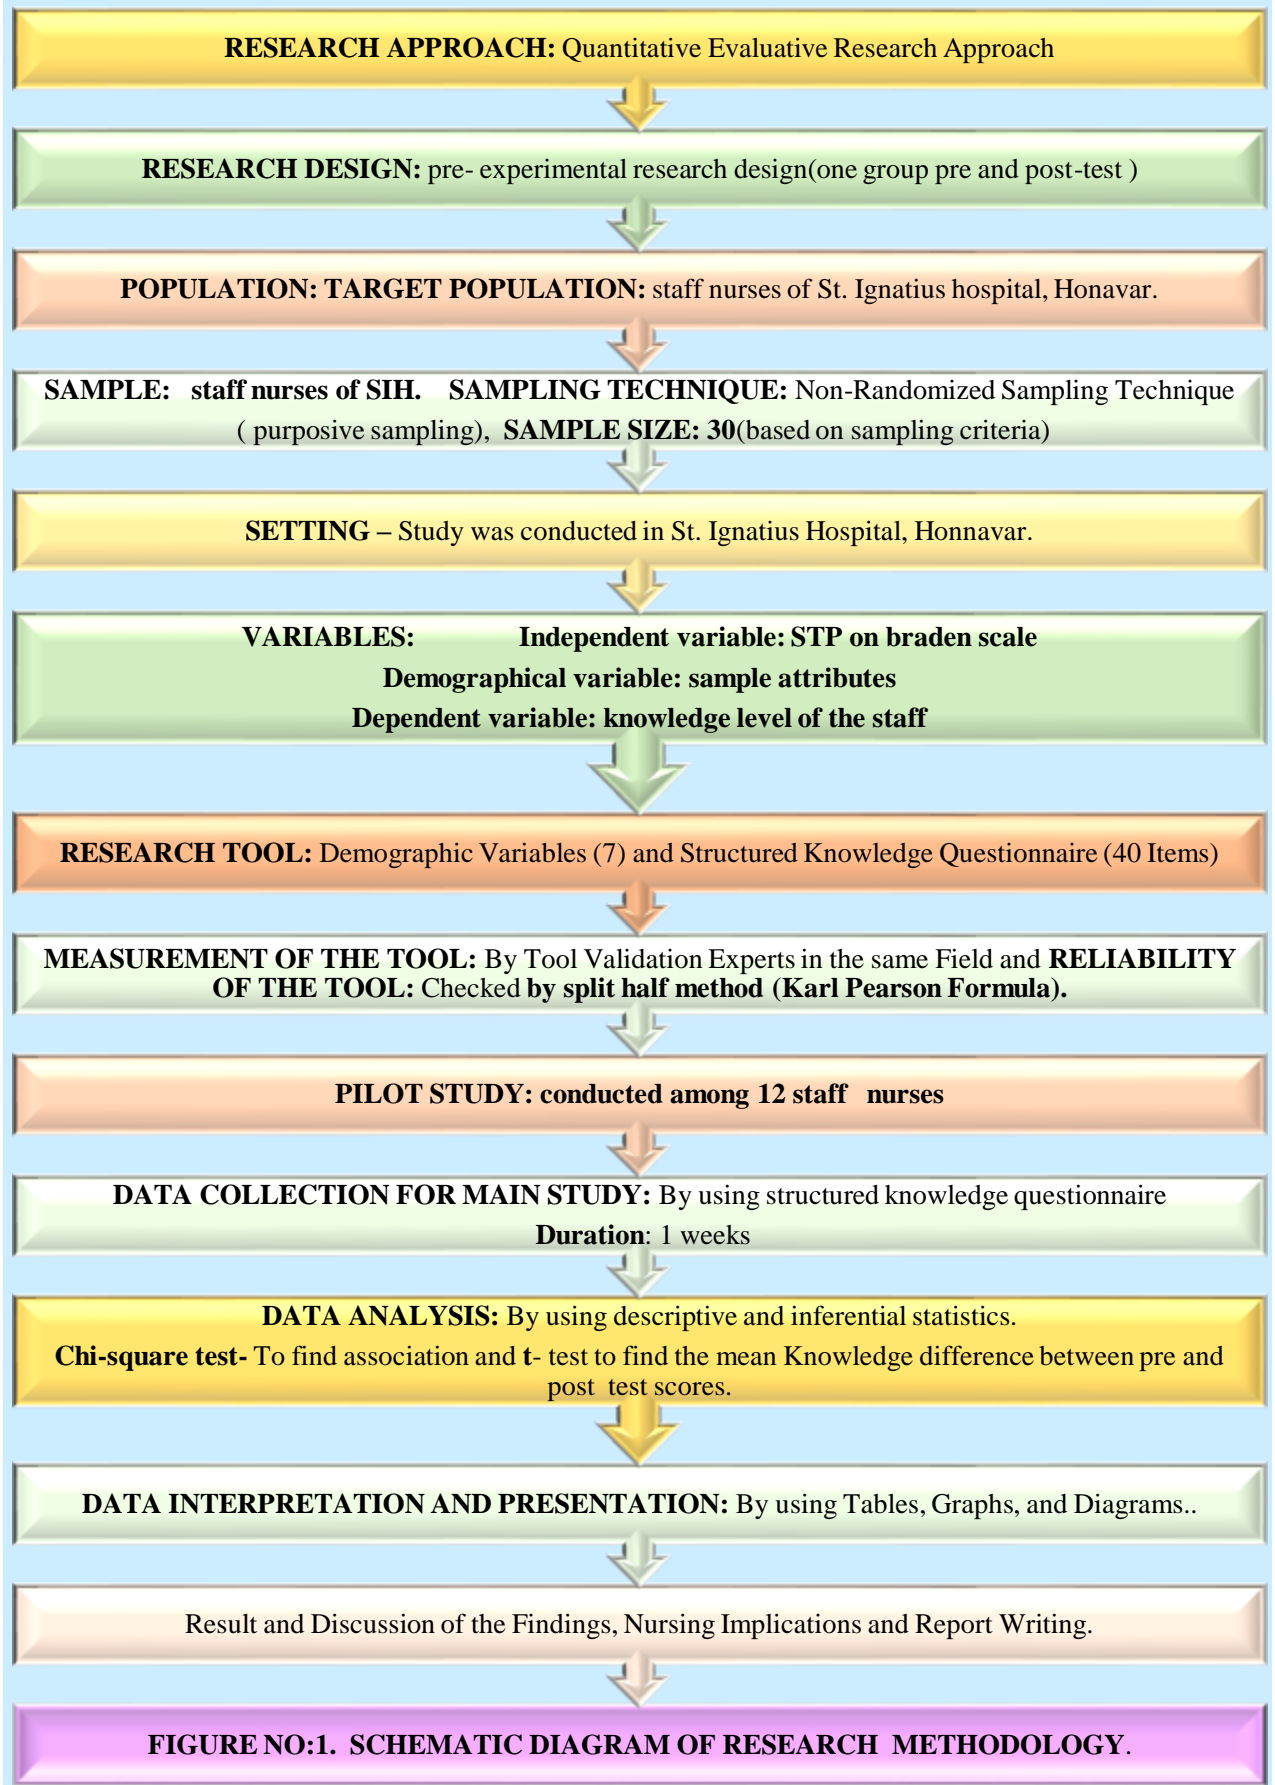 RESEARCH APPROACH: Quantitative Evaluative Research Approach
RESEARCH DESIGN: pre- experimental research design(one group pre and post-test )
POPULATION: TARGET POPULATION: staff nurses of St. Ignatius hospital, Honavar.
SAMPLE: staff nurses of SIH. SAMPLING TECHNIQUE: Non-Randomized Sampling Technique
( purposive sampling), SAMPLE SIZE: 30(based on sampling criteria)
SETTING – Study was conducted in St. Ignatius Hospital, Honnavar.
VARIABLES: Independent variable: STP on braden scale
Demographical variable: sample attributes
Dependent variable: knowledge level of the staff
RESEARCH TOOL: Demographic Variables (7) and Structured Knowledge Questionnaire (40 Items)
MEASUREMENT OF THE TOOL: By Tool Validation Experts in the same Field and RELIABILITY
OF THE TOOL: Checked by split half method (Karl Pearson Formula).
PILOT STUDY: conducted among 12 staff nurses
DATA COLLECTION FOR MAIN STUDY: By using structured knowledge questionnaire
Duration: 1 weeks
DATA ANALYSIS: By using descriptive and inferential statistics.
Chi-square test- To find association and t- test to find the mean Knowledge difference between pre and
post test scores.
DATA INTERPRETATION AND PRESENTATION: By using Tables, Graphs, and Diagrams..
Result and Discussion of the Findings, Nursing Implications and Report Writing.
FIGURE NO:1. SCHEMATIC DIAGRAM OF RESEARCH METHODOLOGY.